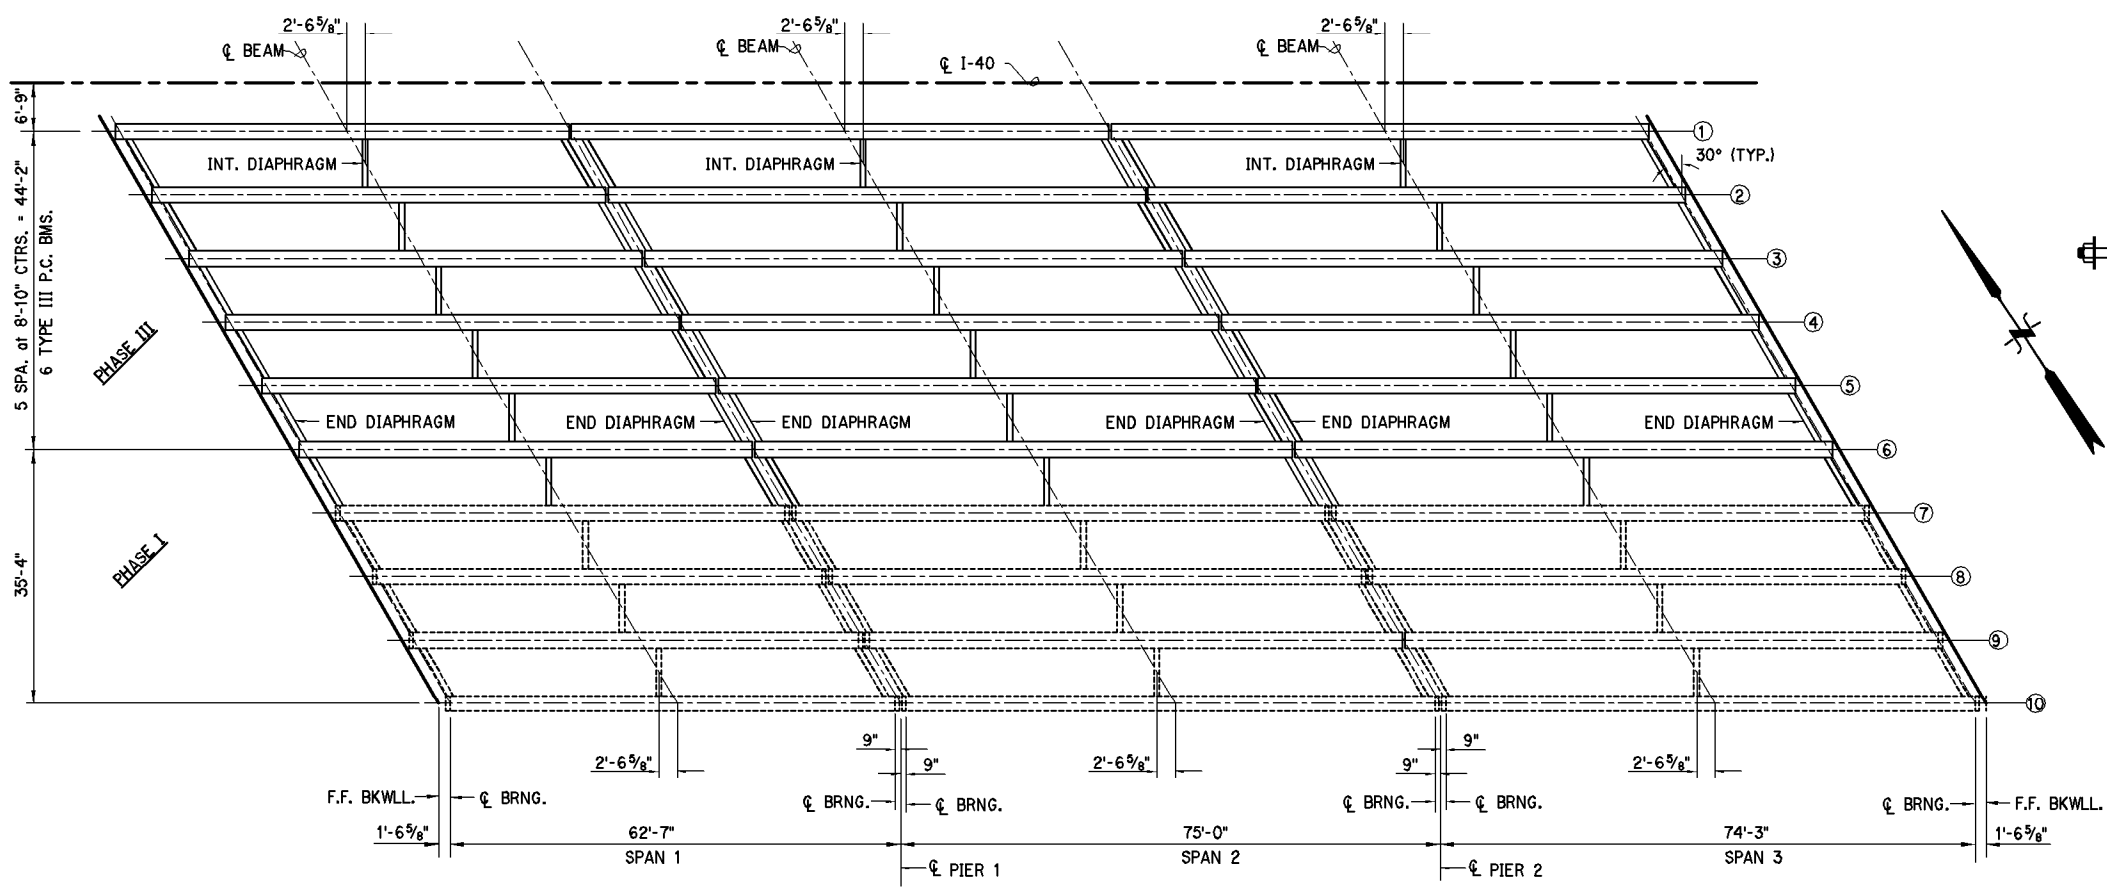 2'-6⅝" 2'-6⅝" 2'-6⅝"
℄ BEAM ℄ BEAM ℄ BEAM
℄ I-40
6'-9"
1
INT. DIAPHRAGM INT. DIAPHRAGM INT. DIAPHRAGM
30° (TYP.)
2
3
5 SPA. at 8'-10" CTRS. = 44'-2"
6 TYPE III P.C. BMS.
4
PHASE III
5
END DIAPHRAGM END DIAPHRAGM END DIAPHRAGM END DIAPHRAGM END DIAPHRAGM END DIAPHRAGM
6
7
PHASE I
35'-4"
8
9
10
9" 9"
2'-6⅝" 9" 2'-6⅝" 9" 2'-6⅝"
F.F. BKWLL. ℄ BRNG. ℄ BRNG. ℄ BRNG. ℄ BRNG. ℄ BRNG. ℄ BRNG. F.F. BKWLL.
1'-6⅝" 62'-7" 75'-0" 74'-3" 1'-6⅝"
SPAN 1 SPAN 2 SPAN 3
℄ PIER 1 ℄ PIER 2